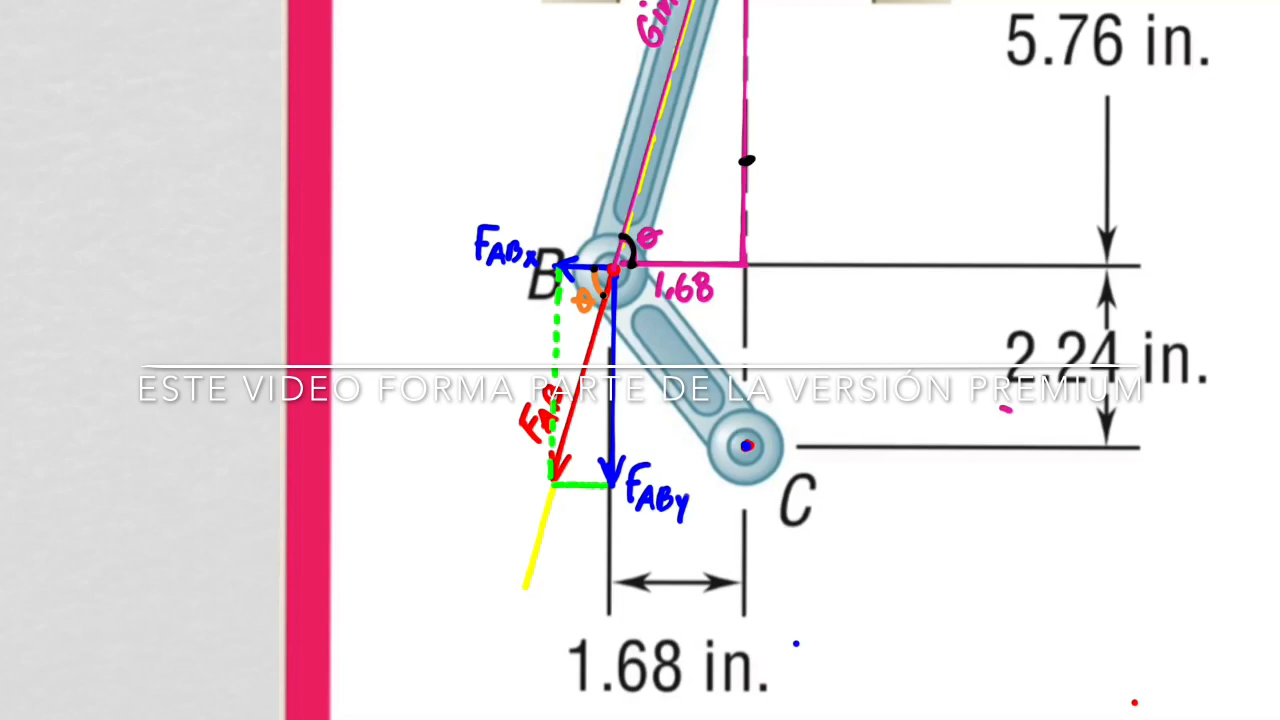 6in
5.76 in.
FABx
B
θ
θ
1,68
2.24 in.
ESTE VIDEO FORMA PARTE DE LA VERSIÓN PREMIUM
FAB
FABy
C
1.68 in.